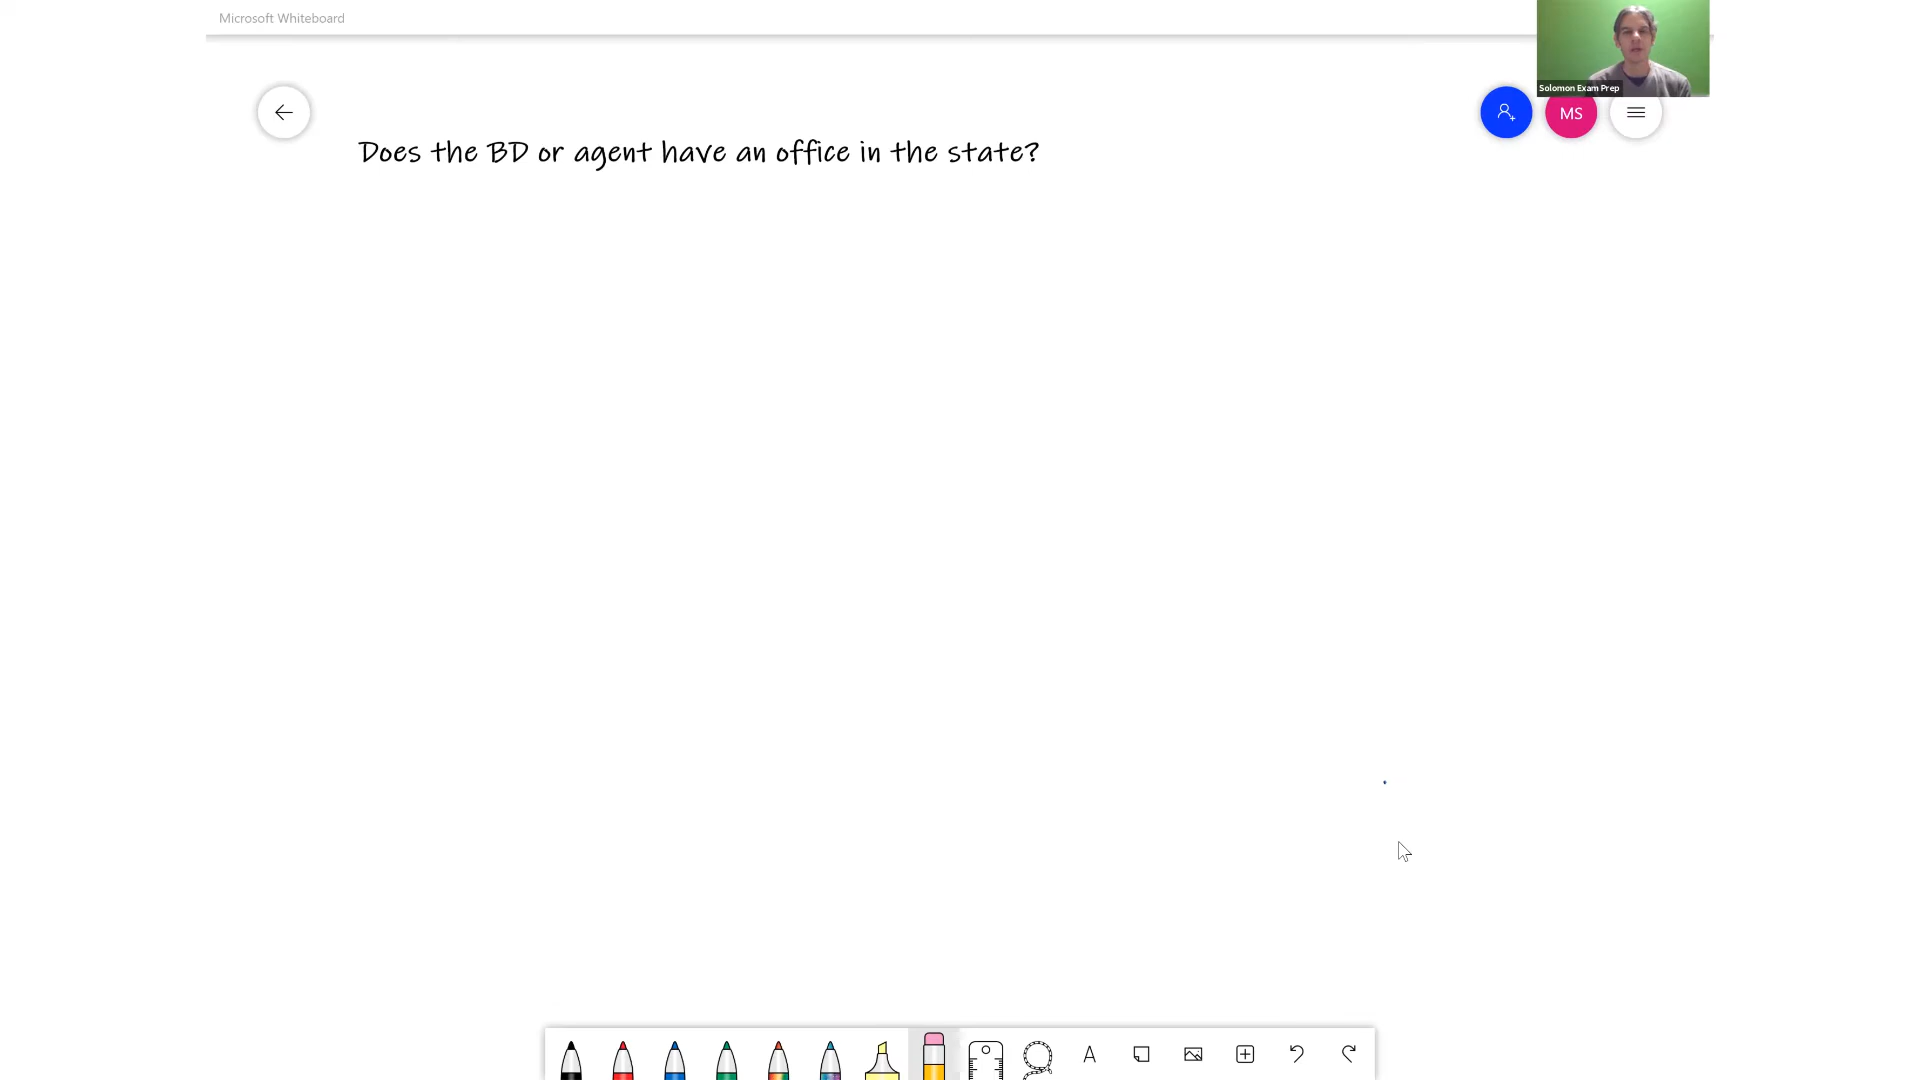 Microsoft Whiteboard
Solomon Exam Prep
MS
Does the BD or agent have an office in the state?
A